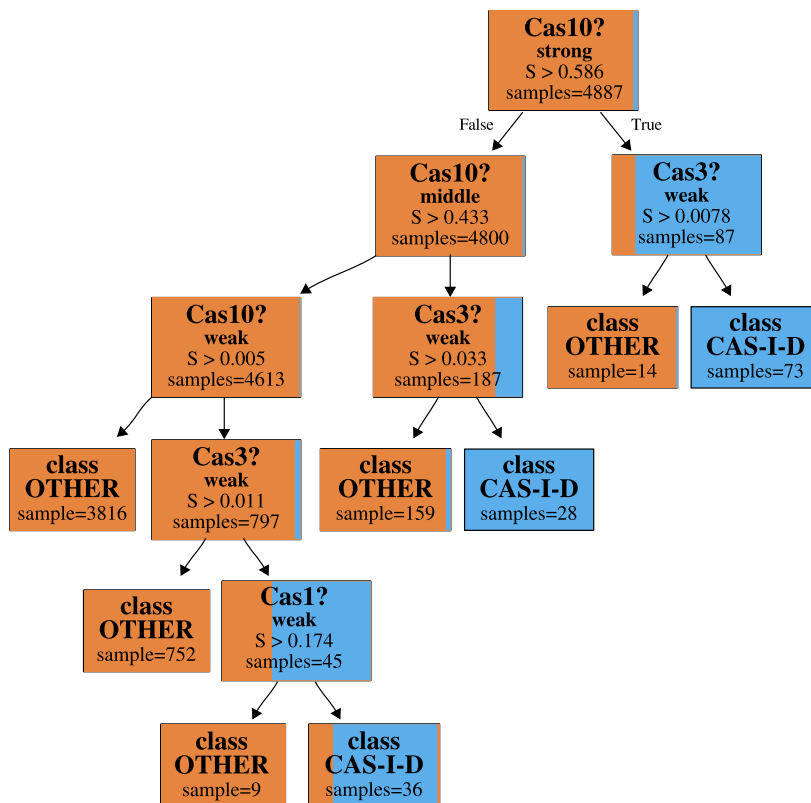 Cas10?
strong
S > 0.586
samples=4887
False
True
Cas10?
middle
S > 0.433
samples=4800
Cas3?
weak
S > 0.0078
samples=87
Cas10?
weak
S > 0.005
samples=4613
Cas3?
weak
S > 0.033
samples=187
class
OTHER
sample=14
class
CAS-I-D
samples=73
class
OTHER
sample=3816
Cas3?
weak
S > 0.011
samples=797
class
OTHER
sample=159
class
CAS-I-D
samples=28
class
OTHER
sample=752
Cas1?
weak
S > 0.174
samples=45
class
OTHER
sample=9
class
CAS-I-D
samples=36